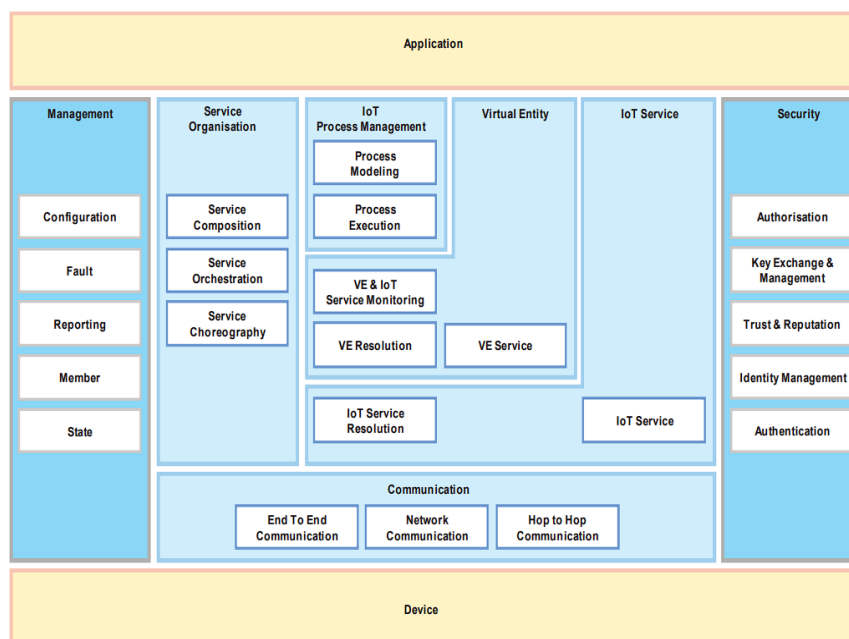 Application
Management
Service
Organisation
IoT
Process Management
Virtual Entity
IoT Service
Security
Process
Modeling
Configuration
Service
Composition
Process
Execution
Authorisation
Fault
Service
Orchestration
VE & IoT
Service Monitoring
Key Exchange &
Management
Reporting
Service
Choreography
VE Resolution
VE Service
Trust & Reputation
Member
Identity Management
State
IoT Service
Resolution
IoT Service
Authentication
Communication
End To End
Communication
Network
Communication
Hop to Hop
Communication
Device